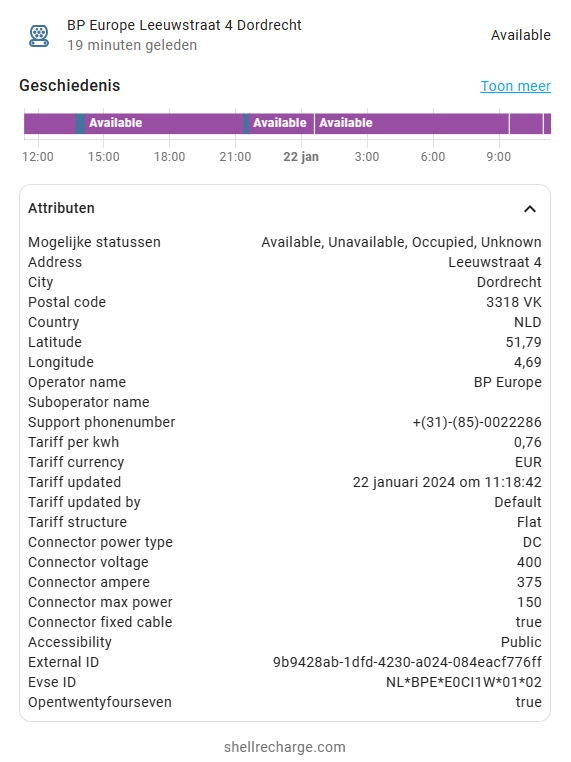 BP Europe Leeuwstraat 4 Dordrecht
19 minuten geleden
Available
Geschiedenis
Toon meer
Available Available Available
12:00 15:00 18:00 21:00 22 jan 3:00 6:00 9:00
Attributen
Mogelijke statussen Available, Unavailable, Occupied, Unknown
Address Leeuwstraat 4
City Dordrecht
Postal code 3318 VK
Country NLD
Latitude 51,79
Longitude 4,69
Operator name BP Europe
Suboperator name
Support phonenumber +(31)-(85)-0022286
Tariff per kwh 0,76
Tariff currency EUR
Tariff updated 22 januari 2024 om 11:18:42
Tariff updated by Default
Tariff structure Flat
Connector power type DC
Connector voltage 400
Connector ampere 375
Connector max power 150
Connector fixed cable true
Accessibility Public
External ID 9b9428ab-1dfd-4230-a024-084eacf776ff
Evse ID NL*BPE*E0CI1W*01*02
Opentwentyfourseven true
shellrecharge.com